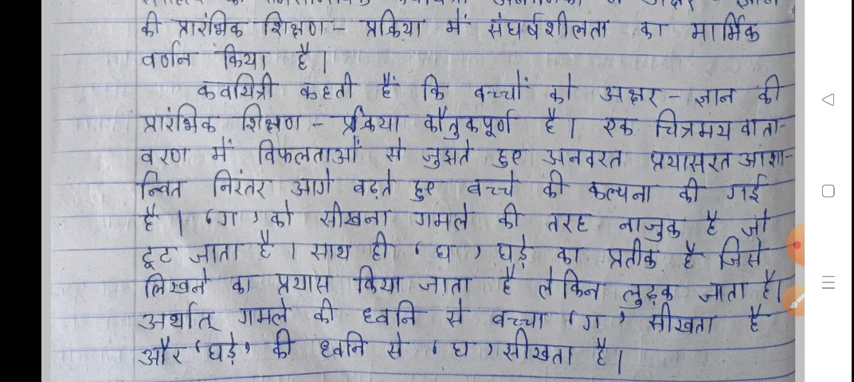 की प्रारंभिक शिक्षण - प्रक्रिया में संघर्षशीलता का मार्मिक
वर्णन किया है।
कवयित्री कहती हैं कि बच्चों को अक्षर - ज्ञान की
प्रारंभिक शिक्षण - प्रक्रिया कौतुकपूर्ण है। एक चित्रमय वाता-
वरण में विफलताओं से जुझते हुए अनवरत प्रयासरत आशा-
न्वित निरंतर आगे बढ़ते हुए बच्चे की कल्पना की गई
है। 'ग' को सीखना गमले की तरह नाजुक है जो
टूट जाता है। साथ ही 'घ' घड़े का प्रतीक है जिसे
लिखने का प्रयास किया जाता है लेकिन लुढ़क जाता है।
अर्थात् गमले की ध्वनि से बच्चा 'ग' सीखता है
और 'घड़े' की ध्वनि से 'घ' सीखता है।